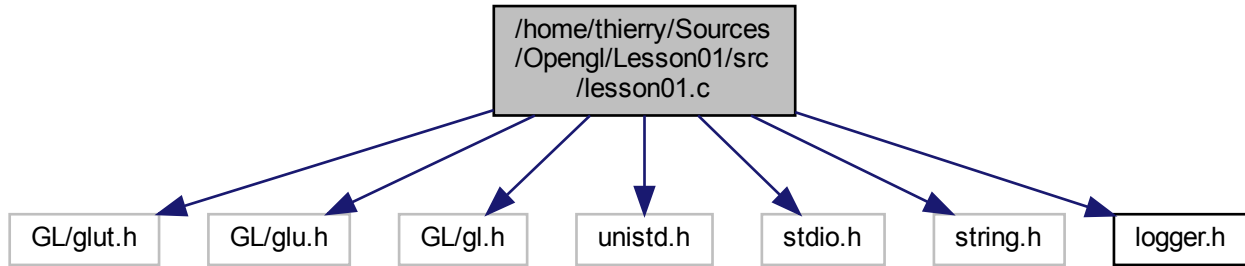 /home/thierry/Sources
/Opengl/Lesson01/src
/lesson01.c
GL/glut.h
GL/glu.h
GL/gl.h
unistd.h
stdio.h
string.h
logger.h